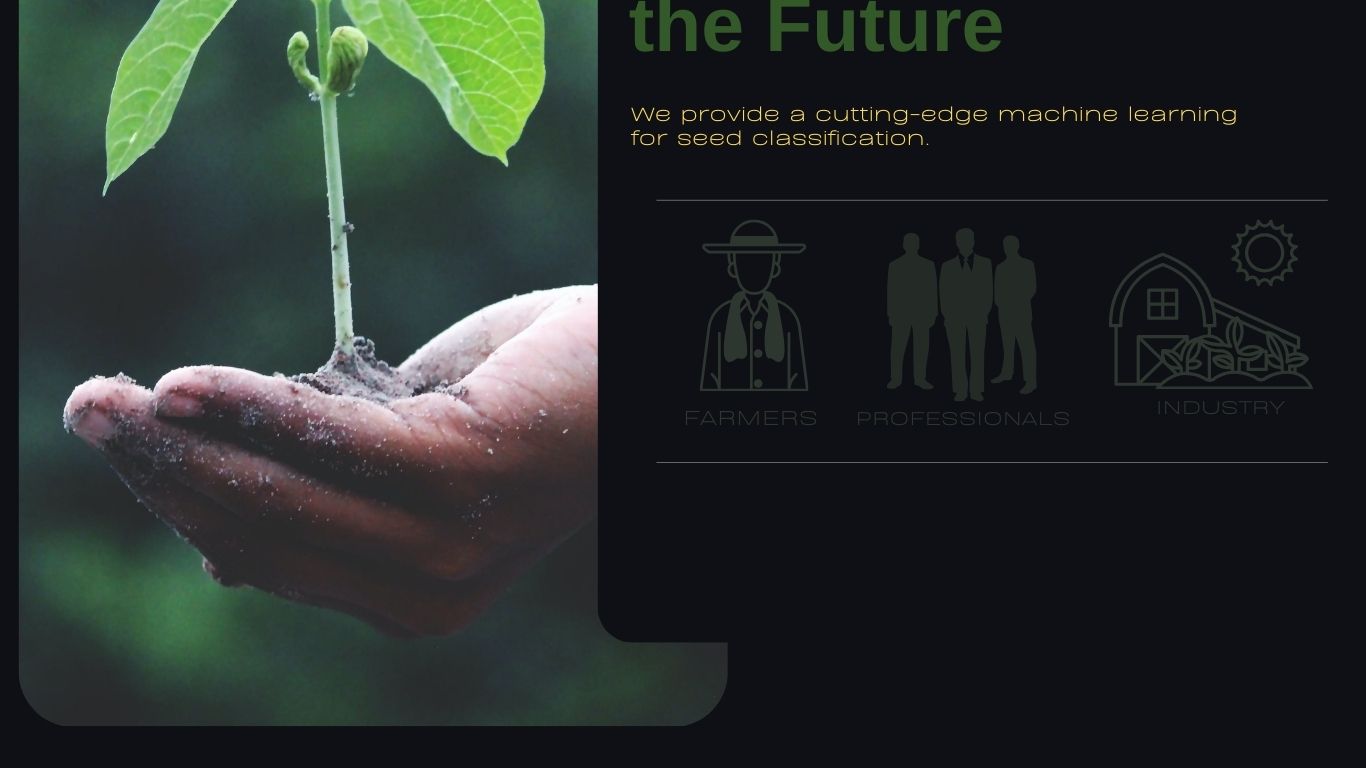 the Future
We provide a cutting-edge machine learning
for seed classification.
FARMERS
PROFESSIONALS
INDUSTRY